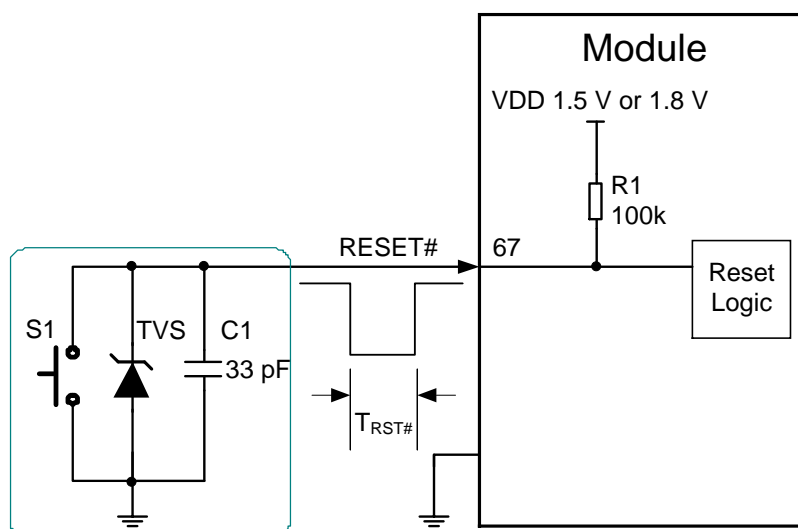 Module
VDD 1.5 V or 1.8 V
R1
100k
RESET#
67
Reset
Logic
S1
TVS
C1
33 pF
TRST#